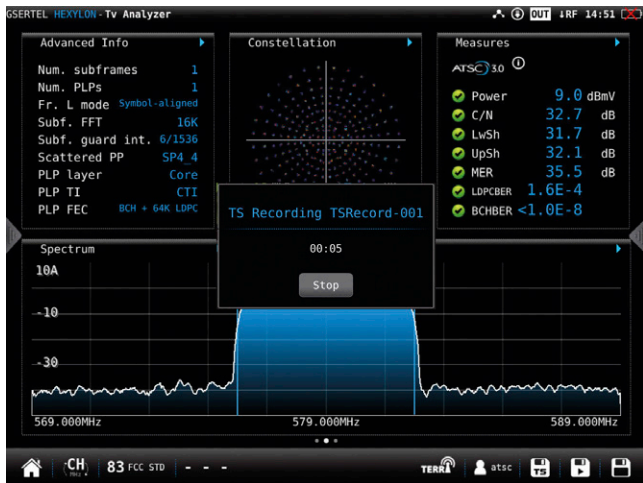 GSERTEL HEXYLON - Tv Analyzer
OUT ↓RF 14:51
Advanced Info
Num. subframes 1
Num. PLPs 1
Fr. L mode Symbol-aligned
Subf. FFT 16K
Subf. guard int. 6/1536
Scattered PP SP4_4
PLP layer Core
PLP TI CTI
PLP FEC BCH + 64K LDPC
Constellation
Measures
ATSC 3.0
Power 9.0 dBmV
C/N 32.7 dB
LwSh 31.7 dB
UpSh 32.1 dB
MER 35.5 dB
LDPCBER 1.6E-4
BCHBER <1.0E-8
TS Recording TSRecord-001
00:05
Stop
Spectrum
10A
-10
-30
569.000MHz 579.000MHz 589.000MHz
CH 83 FCC STD - - -
TERR atsc TS